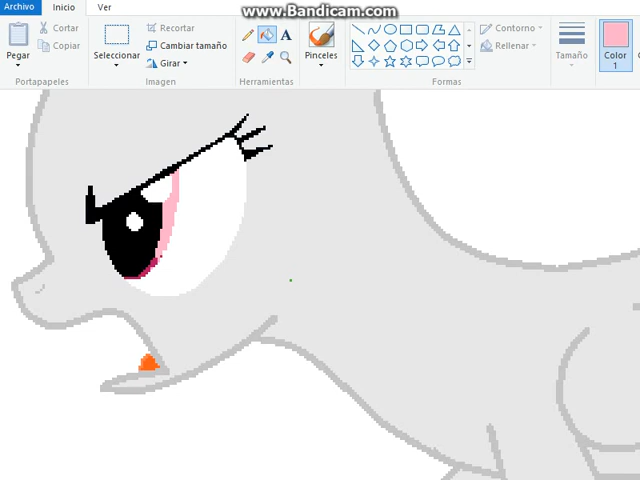 www.Bandicam.com
Archivo Inicio Ver
Pegar
Cortar
Copiar
Portapapeles
Seleccionar
Recortar
Cambiar tamaño
Girar
Imagen
A
Herramientas
Pinceles
Formas
Contorno
Rellenar
Tamaño
Color
1